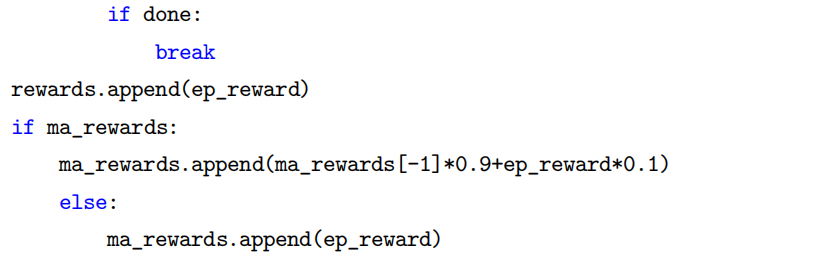 if done:
            break
rewards.append(ep_reward)
if ma_rewards:
    ma_rewards.append(ma_rewards[-1]*0.9+ep_reward*0.1)
    else:
        ma_rewards.append(ep_reward)